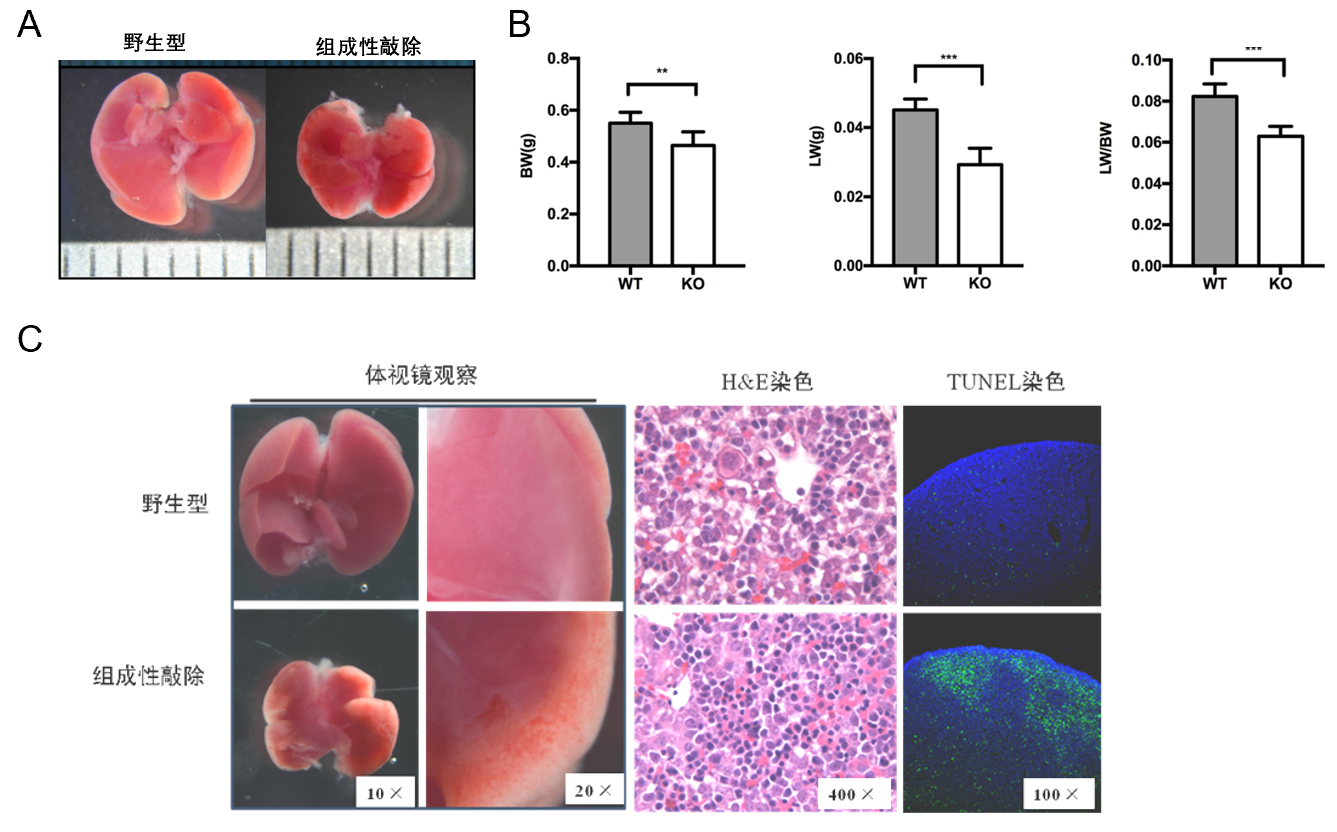 A
野生型
组成性敲除
B
0.8
0.6
0.4
0.2
0.0
BW(g)
**
WT
KO
0.06
0.04
0.02
0.00
LW(g)
***
WT
KO
0.10
0.08
0.06
0.04
0.02
0.00
LW/BW
***
WT
KO
C
体视镜观察
H&E染色
TUNEL染色
野生型
组成性敲除
10 ×
20 ×
400 ×
100 ×